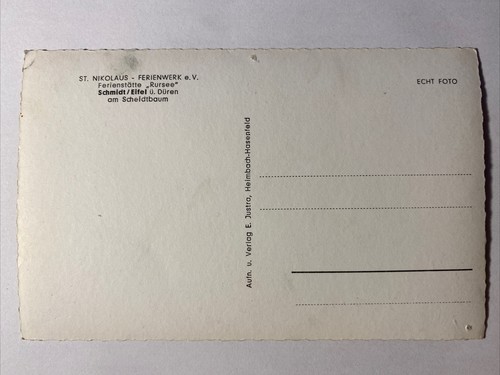 ST. NIKOLAUS - FERIENWERK e.V.
Ferienstätte „Rursee"
Schmidt/Eifel ü. Düren
am Scheidtbaum
ECHT FOTO
Aufn. u. Verlag E. Justra, Heimbach-Hasenfeld